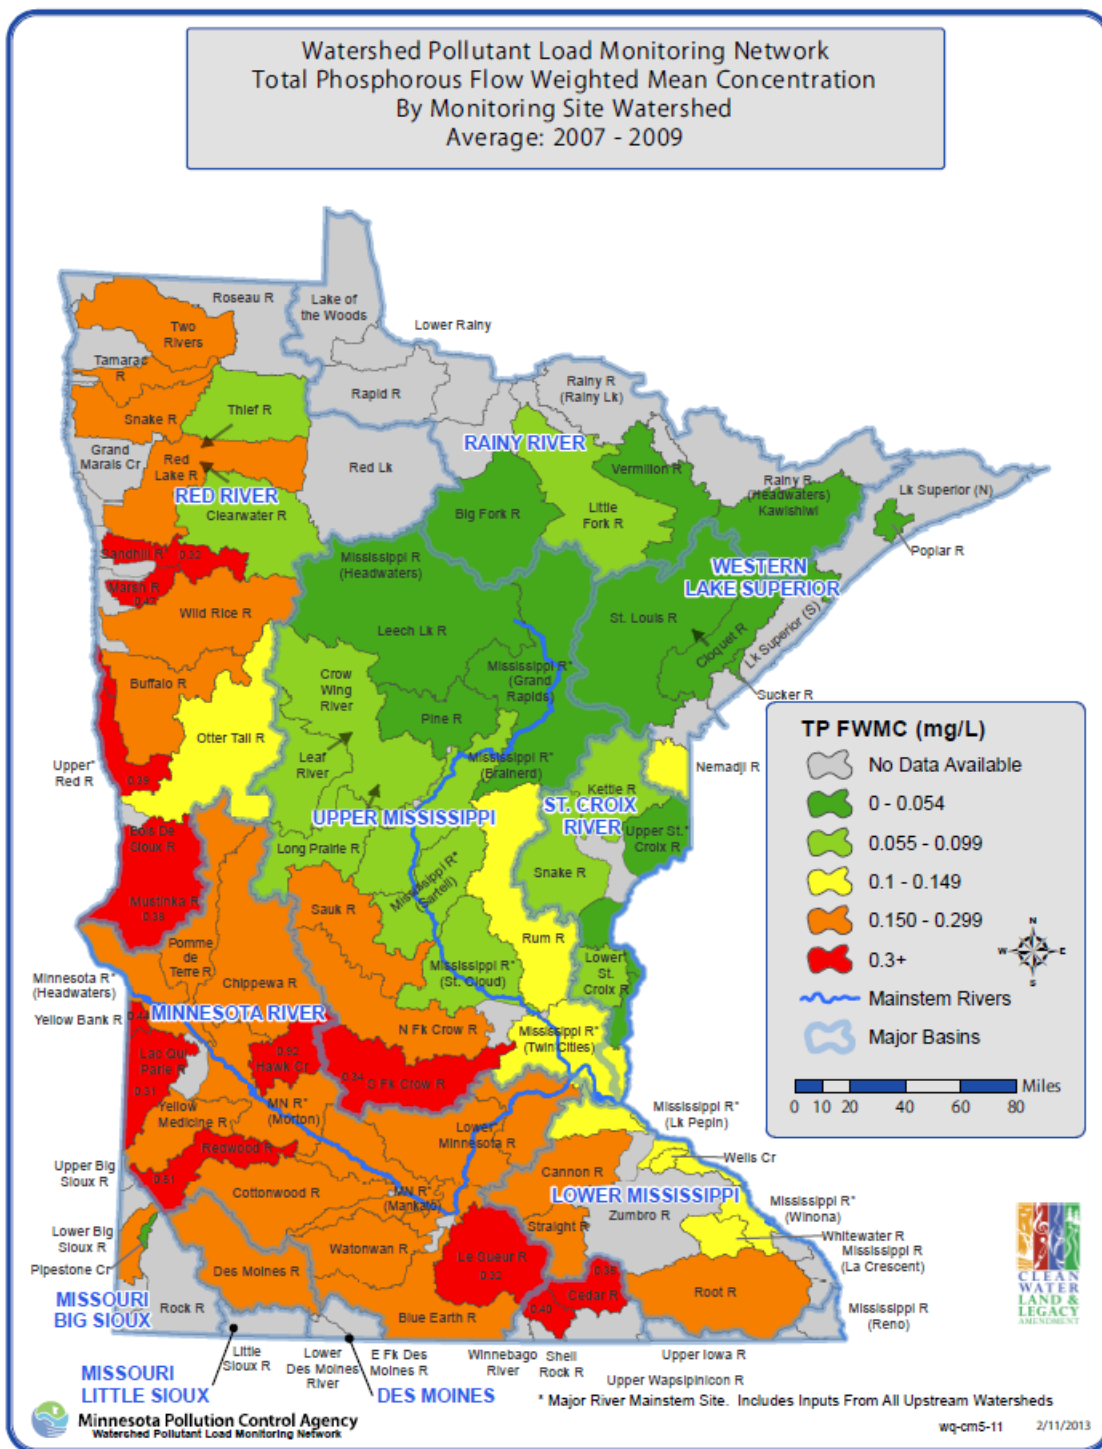 Watershed Pollutant Load Monitoring Network
Total Phosphorous Flow Weighted Mean Concentration
By Monitoring Site Watershed
Average: 2007 - 2009
Roseau R
Lake of
the Woods
Lower Rainy
Two
Rivers
Tamarac
R
Rapid R
Rainy R
(Rainy Lk)
Thief R
Snake R
RAINY RIVER
Grand
Marais Cr
Red
Lake R
Red Lk
Vermilion R
Rainy R
(Headwaters)
Kawishiwi
Lk Superior (N)
RED RIVER
Clearwater R
Big Fork R
Little
Fork R
Poplar R
Sandhill R*
0.32
Mississippi R
(Headwaters)
WESTERN
LAKE SUPERIOR
Marsh R
0.42
Wild Rice R
Leech Lk R
St. Louis R
Cloquet R
Lk Superior (S)
Buffalo R
Crow
Wing
River
Mississippi R*
(Grand
Rapids)
Sucker R
Pine R
Otter Tail R
Leaf
River
Mississippi R*
(Brainerd)
Nemadji R
Upper*
Red R
0.39
Kettle R
ST. CROIX
RIVER
UPPER MISSISSIPPI
Bois De
Sioux R
Long Prairie R
Mississippi R*
(Sartell)
Upper St.*
Croix R
Snake R
Mustinka R
0.38
Sauk R
Rum R
Pomme
de
Terre R
Chippewa R
Mississippi R*
(St. Cloud)
Lower*
St.
Croix R
Minnesota R*
(Headwaters)
Yellow Bank R
0.44
MINNESOTA RIVER
N Fk Crow R
Mississippi R*
(Twin Cities)
Lac Qui
Parle R
0.31
0.92
Hawk Cr
0.34
S Fk Crow R
Yellow
Medicine R
MN R*
(Morton)
Lower*
Minnesota R
Mississippi R*
(Lk Pepin)
Redwood R
0.51
Upper Big
Sioux R
Cannon R
Wells Cr
Cottonwood R
MN R*
(Mankato)
LOWER MISSISSIPPI
Zumbro R
Mississippi R*
(Winona)
Lower Big
Sioux R
Straight R
Whitewater R
Watonwan R
Le Sueur R
0.32
Mississippi R
(La Crescent)
Pipestone Cr
Des Moines R
0.38
Cedar R
Root R
MISSOURI
BIG SIOUX
Rock R
Blue Earth R
0.40
Mississippi R
(Reno)
Little
Sioux R
Lower
Des Moines
River
E Fk Des
Moines R
Winnebago
River
Shell
Rock R
Upper Iowa R
Upper Wapsipinicon R
MISSOURI
LITTLE SIOUX
DES MOINES
TP FWMC (mg/L)
No Data Available
0 - 0.054
0.055 - 0.099
0.1 - 0.149
0.150 - 0.299
0.3+
Mainstem Rivers
Major Basins
N
W E
S
Miles
0 10 20 40 60 80
CLEAN
WATER
LAND &
LEGACY
AMENDMENT
* Major River Mainstem Site. Includes Inputs From All Upstream Watersheds
Minnesota Pollution Control Agency
Watershed Pollutant Load Monitoring Network
wq-cm5-11 2/11/2013